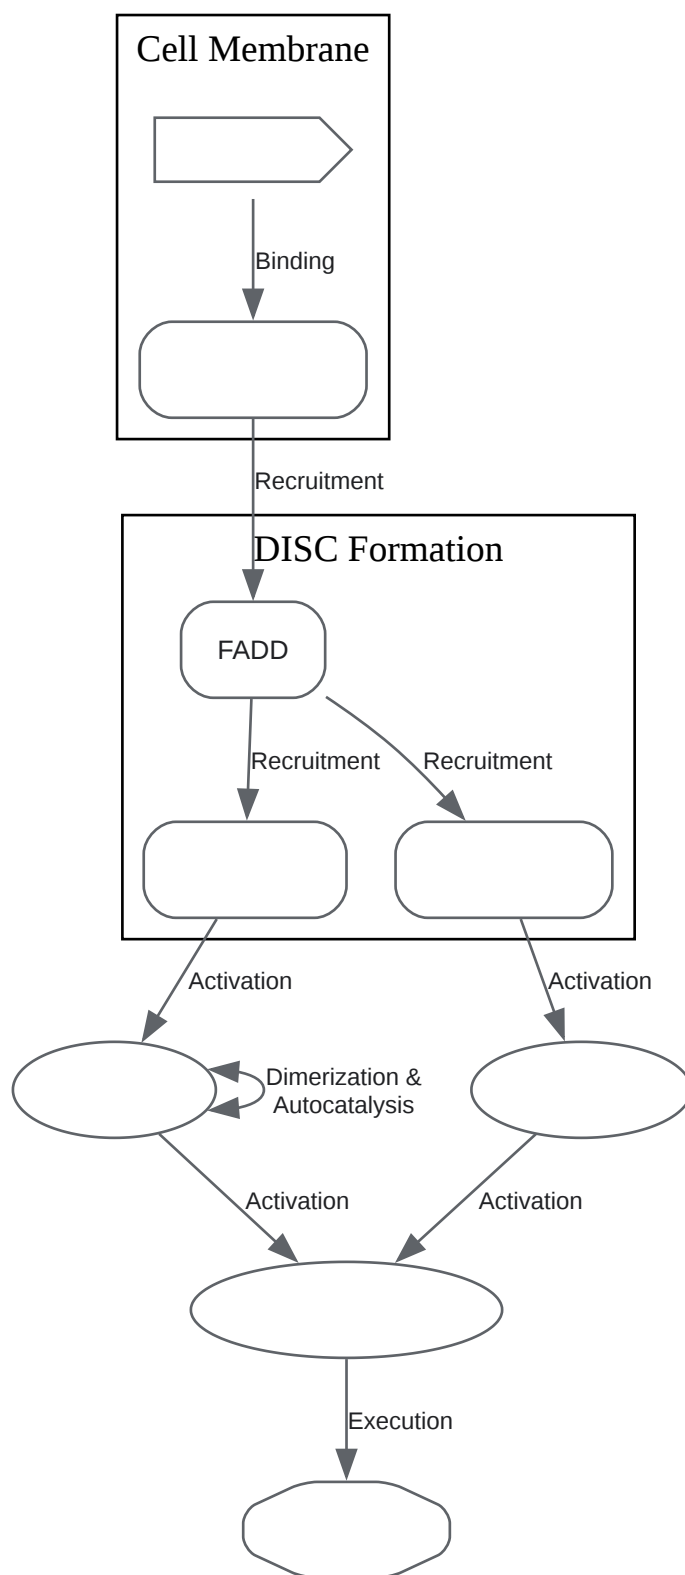 Cell Membrane
Binding
Recruitment
DISC Formation
FADD
Recruitment
Recruitment
Activation
Activation
Dimerization &
Autocatalysis
Activation
Activation
Execution